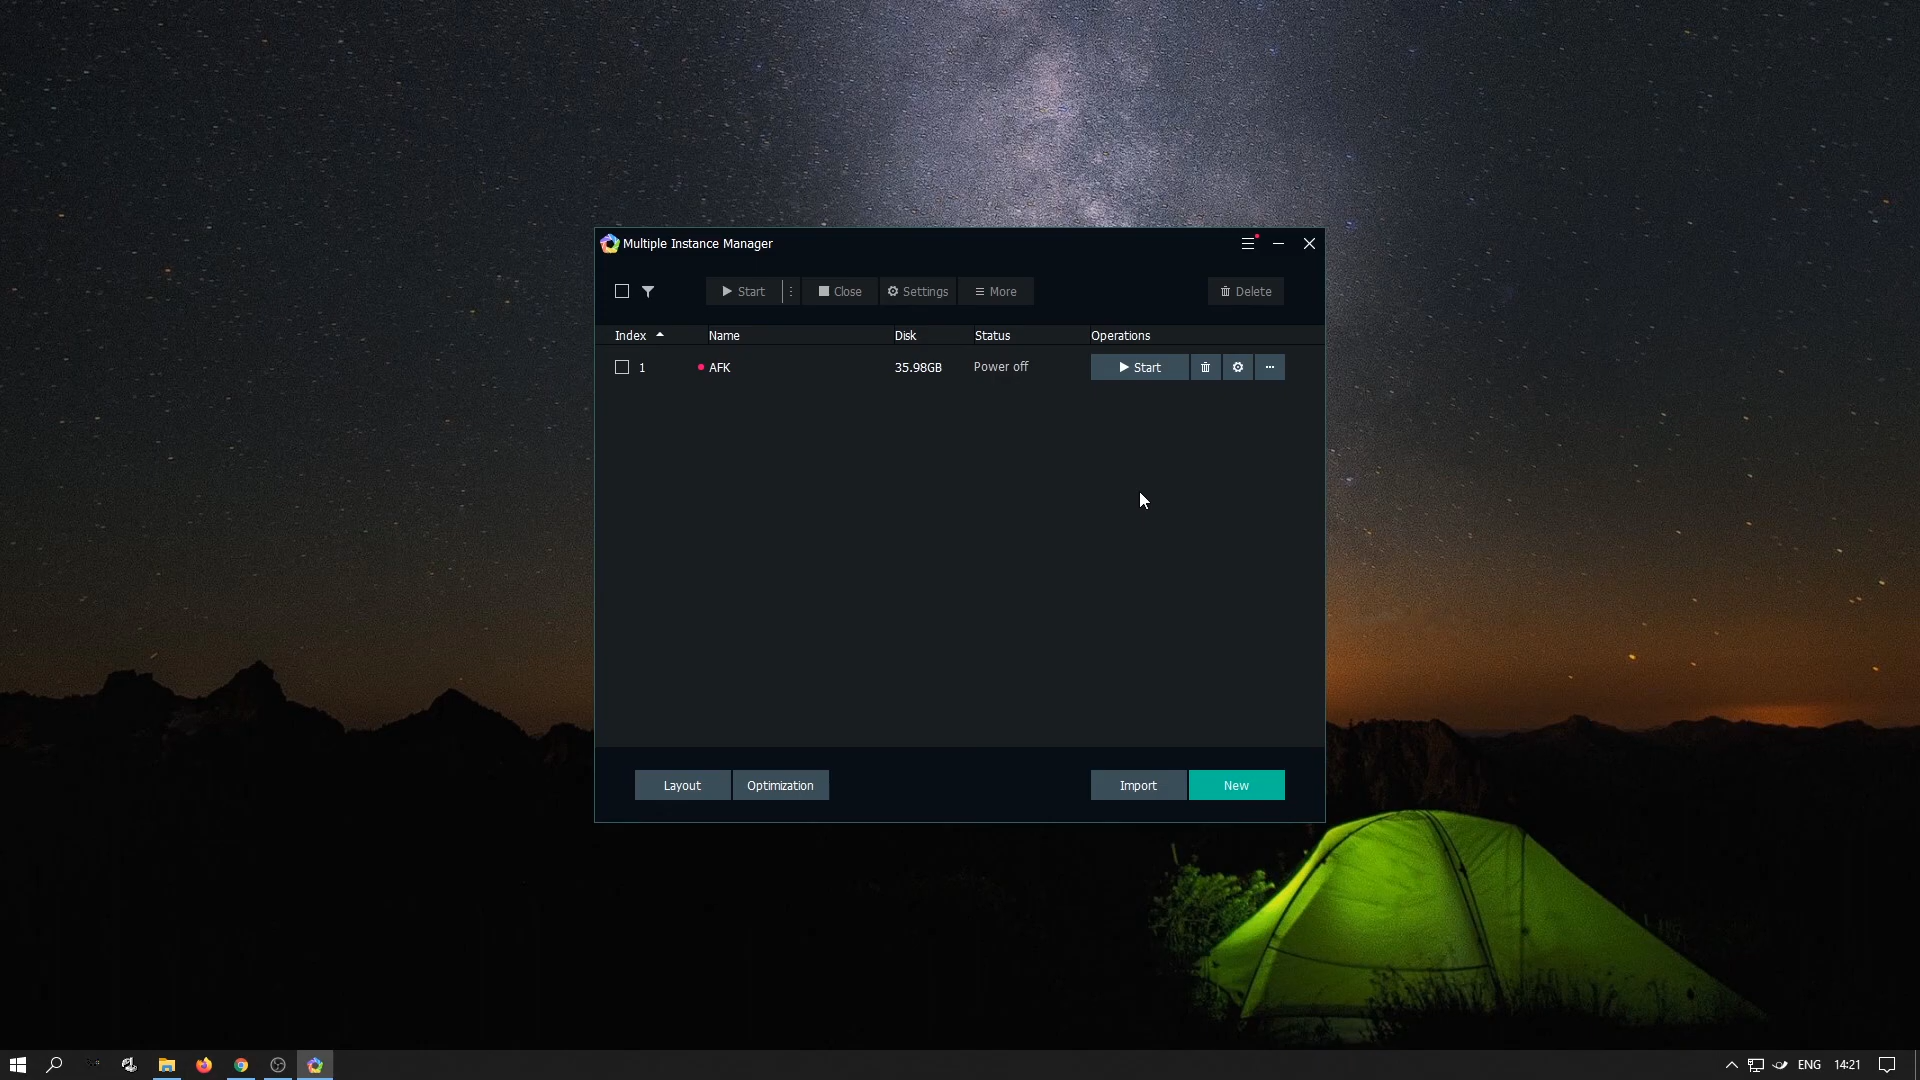 Multiple Instance Manager
Start Close Settings More Delete
Index Name Disk Status Operations
1 AFK 35.98GB Power off Start
Layout Optimization Import New
ENG 14:21